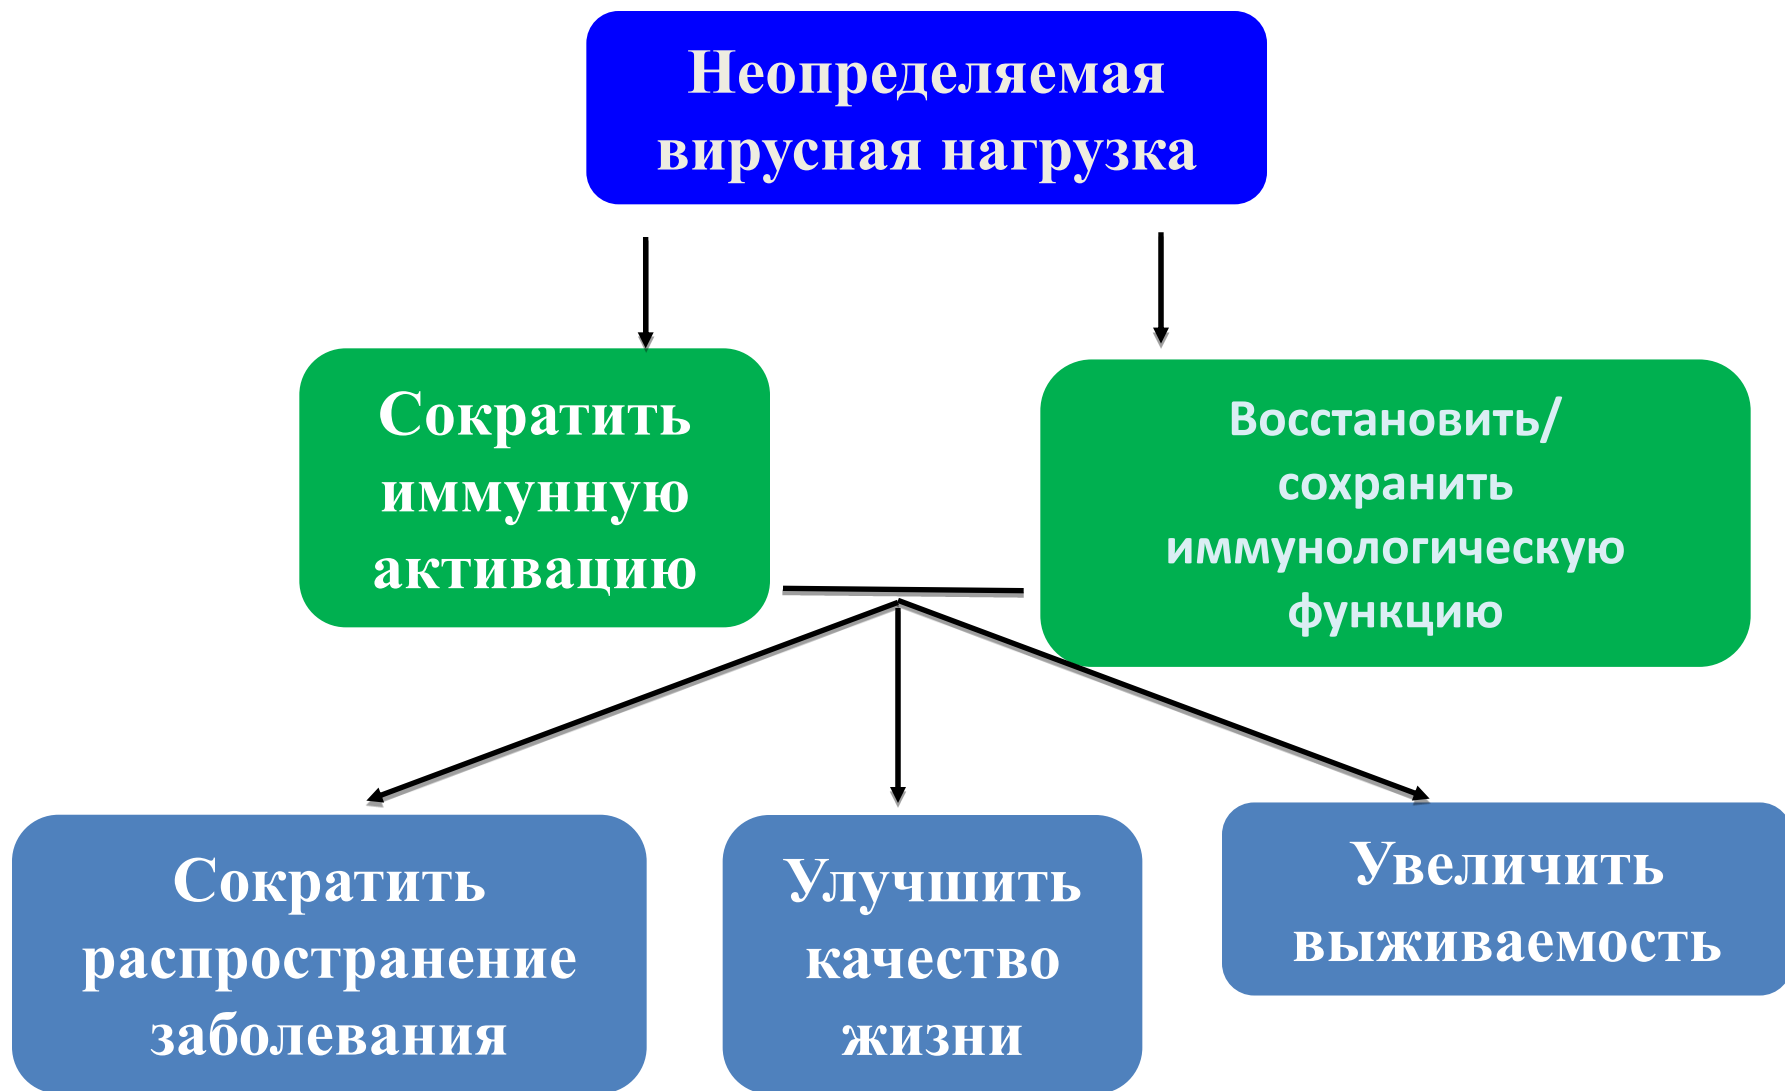 Неопределяемая
вирусная нагрузка
Сократить
иммунную
активацию
Восстановить/
сохранить
иммунологическую
функцию
Сократить
распространение
заболевания
Улучшить
качество
жизни
Увеличить
выживаемость